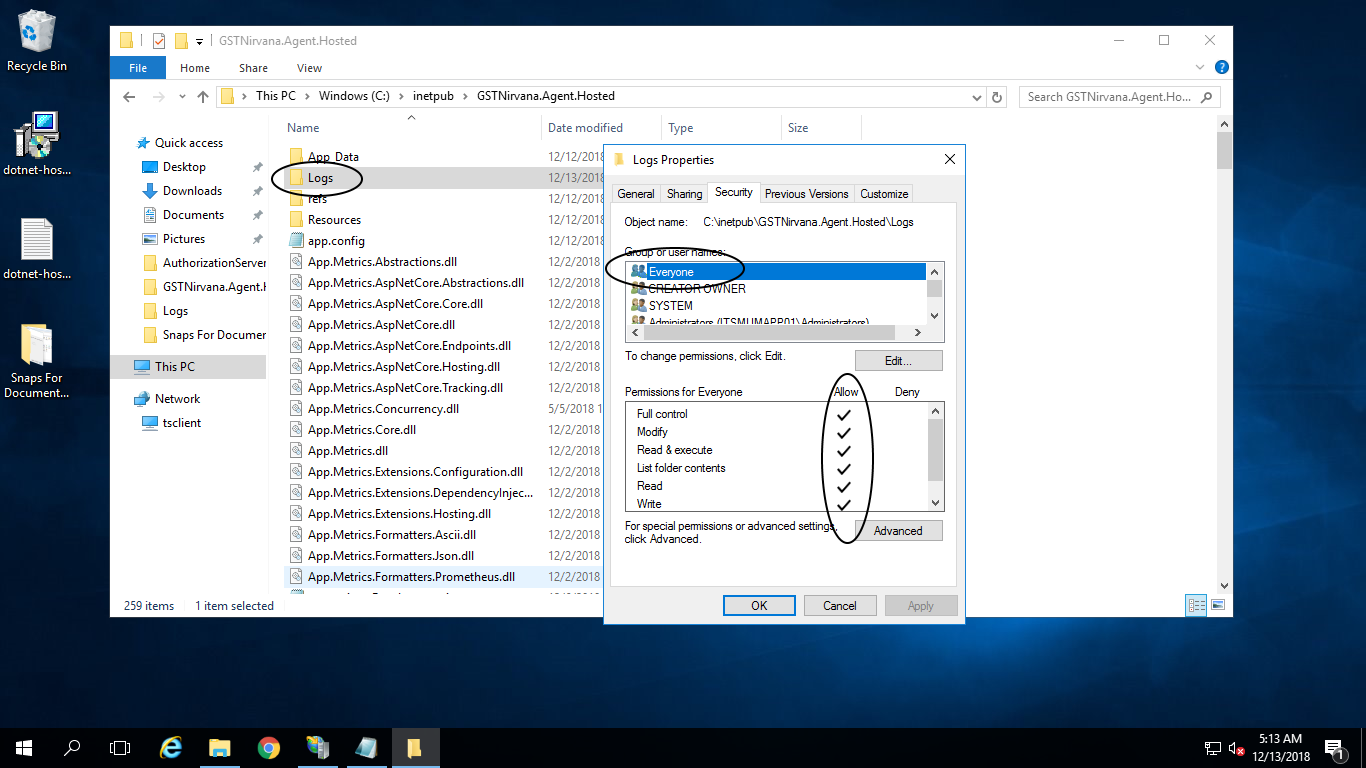 Recycle Bin
dotnet-hos...
dotnet-hos...
Snaps For
Document...
GSTNirvana.Agent.Hosted
File Home Share View
This PC > Windows (C:) > inetpub > GSTNirvana.Agent.Hosted
Search GSTNirvana.Agent.Ho...
Quick access
Desktop
Downloads
Documents
Pictures
AuthorizationServer
GSTNirvana.Agent.H
Logs
Snaps For Documen
This PC
Network
tsclient
Name Date modified Type Size
App_Data 12/12/2018
Logs 12/13/2018
refs 12/12/2018
Resources 12/12/2018
app.config 12/12/2018
App.Metrics.Abstractions.dll 12/2/2018
App.Metrics.AspNetCore.Abstractions.dll 12/2/2018
App.Metrics.AspNetCore.Core.dll 12/2/2018
App.Metrics.AspNetCore.dll 12/2/2018
App.Metrics.AspNetCore.Endpoints.dll 12/2/2018
App.Metrics.AspNetCore.Hosting.dll 12/2/2018
App.Metrics.AspNetCore.Tracking.dll 12/2/2018
App.Metrics.Concurrency.dll 5/5/2018 1
App.Metrics.Core.dll 12/2/2018
App.Metrics.dll 12/2/2018
App.Metrics.Extensions.Configuration.dll 12/2/2018
App.Metrics.Extensions.DependencyInjec... 12/2/2018
App.Metrics.Extensions.Hosting.dll 12/2/2018
App.Metrics.Formatters.Ascii.dll 12/2/2018
App.Metrics.Formatters.Json.dll 12/2/2018
App.Metrics.Formatters.Prometheus.dll 12/2/2018
259 items 1 item selected
Logs Properties
General Sharing Security Previous Versions Customize
Object name: C:\inetpub\GSTNirvana.Agent.Hosted\Logs
Group or user names:
Everyone
CREATOR OWNER
SYSTEM
Administrators (ITSMUMAPP01\Administrators)
To change permissions, click Edit.
Edit...
Permissions for Everyone Allow Deny
Full control
Modify
Read & execute
List folder contents
Read
Write
For special permissions or advanced settings,
click Advanced.
Advanced
OK Cancel Apply
5:13 AM
12/13/2018
1